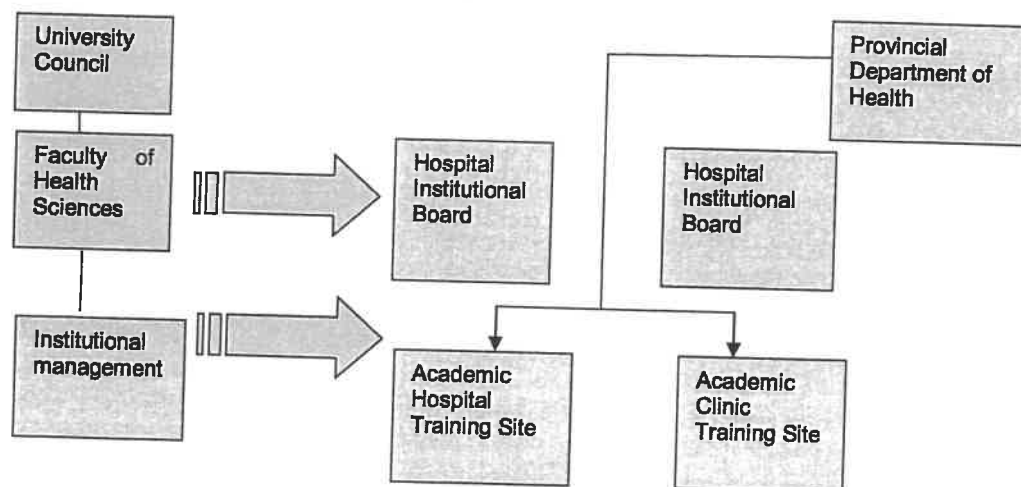 University
Council
Provincial
Department of
Health
Faculty of
Health
Sciences
Hospital
Institutional
Board
Hospital
Institutional
Board
Institutional
management
Academic
Hospital
Training Site
Academic
Clinic
Training Site